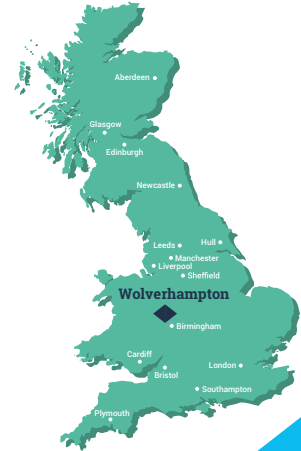 Aberdeen
Glasgow
Edinburgh
Newcastle
Leeds
Hull
Manchester
Liverpool
Sheffield
Wolverhampton
Birmingham
Cardiff
Bristol
London
Southampton
Plymouth